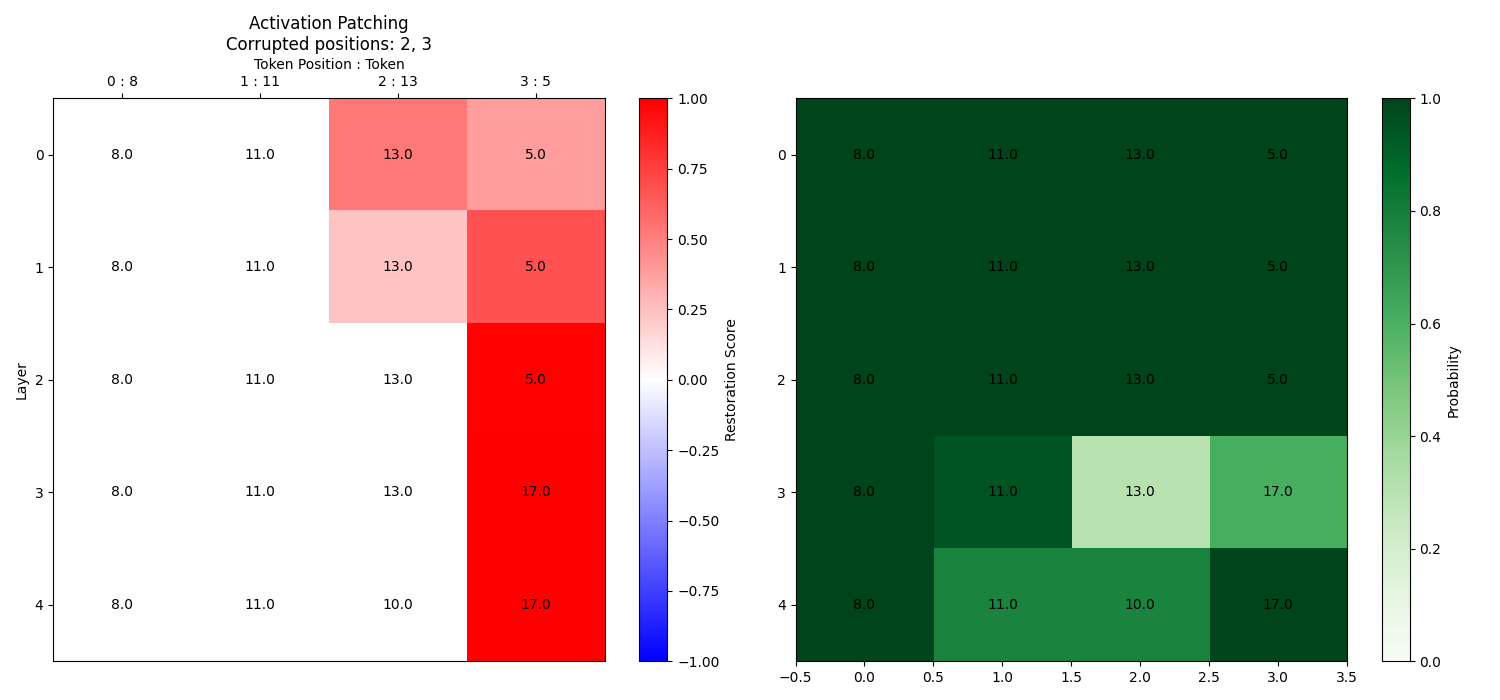 Activation Patching
Corrupted positions: 2, 3
Token Position : Token
0 : 8 1 : 11 2 : 13 3 : 5
Layer
0 8.0 11.0 13.0 5.0
1 8.0 11.0 13.0 5.0
2 8.0 11.0 13.0 5.0
3 8.0 11.0 13.0 17.0
4 8.0 11.0 10.0 17.0
1.00
0.75
0.50
0.25
0.00
−0.25
−0.50
−0.75
−1.00
Restoration Score
0 8.0 11.0 13.0 5.0
1 8.0 11.0 13.0 5.0
2 8.0 11.0 13.0 5.0
3 8.0 11.0 13.0 17.0
4 8.0 11.0 10.0 17.0
−0.5 0.0 0.5 1.0 1.5 2.0 2.5 3.0 3.5
1.0
0.8
0.6
0.4
0.2
0.0
Probability